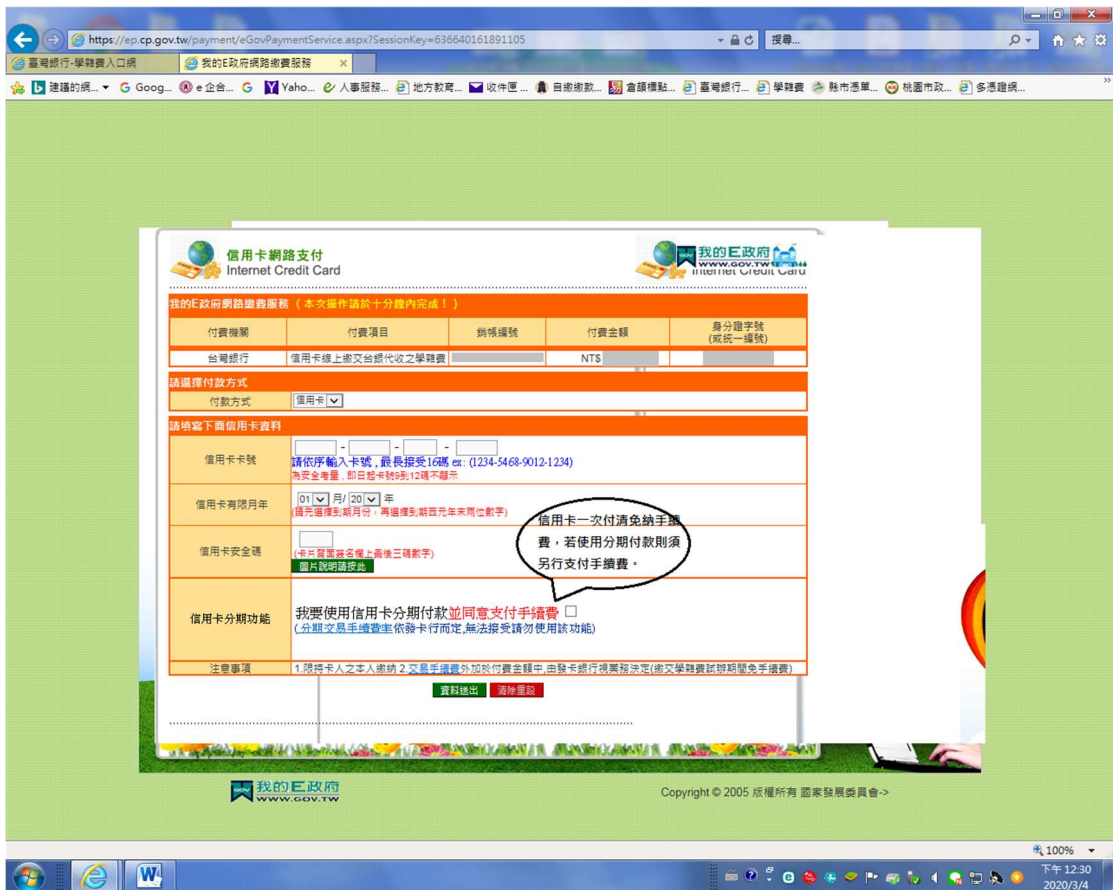 https://ep.cp.gov.tw/payment/eGovPaymentService.aspx?SessionKey=636640161891105
搜尋...
臺灣銀行-學雜費入口網
我的E政府網路繳費服務 ×
建議的網... Goog... e企合... Yaho... 人事服務... 地方教育... 收件匣 ... 自繳繳款... 倉頡標點... 臺灣銀行... 學雜費 縣市憑單... 桃園市政... 多憑證網...
信用卡網路支付
Internet Credit Card
我的E政府
WWW.GOV.TW
Internet Credit Card
我的E政府網路繳費服務 ( 本次操作請於十分鐘內完成！ )
付費機關 付費項目 銷帳編號 付費金額 身分證字號
(或統一編號)
台灣銀行 信用卡線上繳交台銀代收之學雜費 NT$
請選擇付款方式
付款方式 信用卡
請填寫下面信用卡資料
信用卡卡號 - - -
請依序輸入卡號 , 最長接受16碼 ex: (1234-5468-9012-1234)
為安全考量 , 即日起卡號9到12碼不顯示
信用卡有限月年 01 月/ 20 年
(請先選擇到期月份，再選擇到期西元年末兩位數字)
信用卡一次付清免納手續
費，若使用分期付款則須
另行支付手續費。
信用卡安全碼
(卡片背面簽名欄上最後三碼數字)
圖片說明請按此
信用卡分期功能 我要使用信用卡分期付款並同意支付手續費
( 分期交易手續費率依發卡行而定,無法接受請勿使用該功能)
注意事項 1.限持卡人之本人繳納 2.交易手續費外加於付費金額中,由發卡銀行視業務決定(繳交學雜費試辦期間免手續費)
資料送出 清除重設
我的E政府
WWW.GOV.TW
Copyright © 2005 版權所有 國家發展委員會->
100%
下午 12:30
2020/3/4